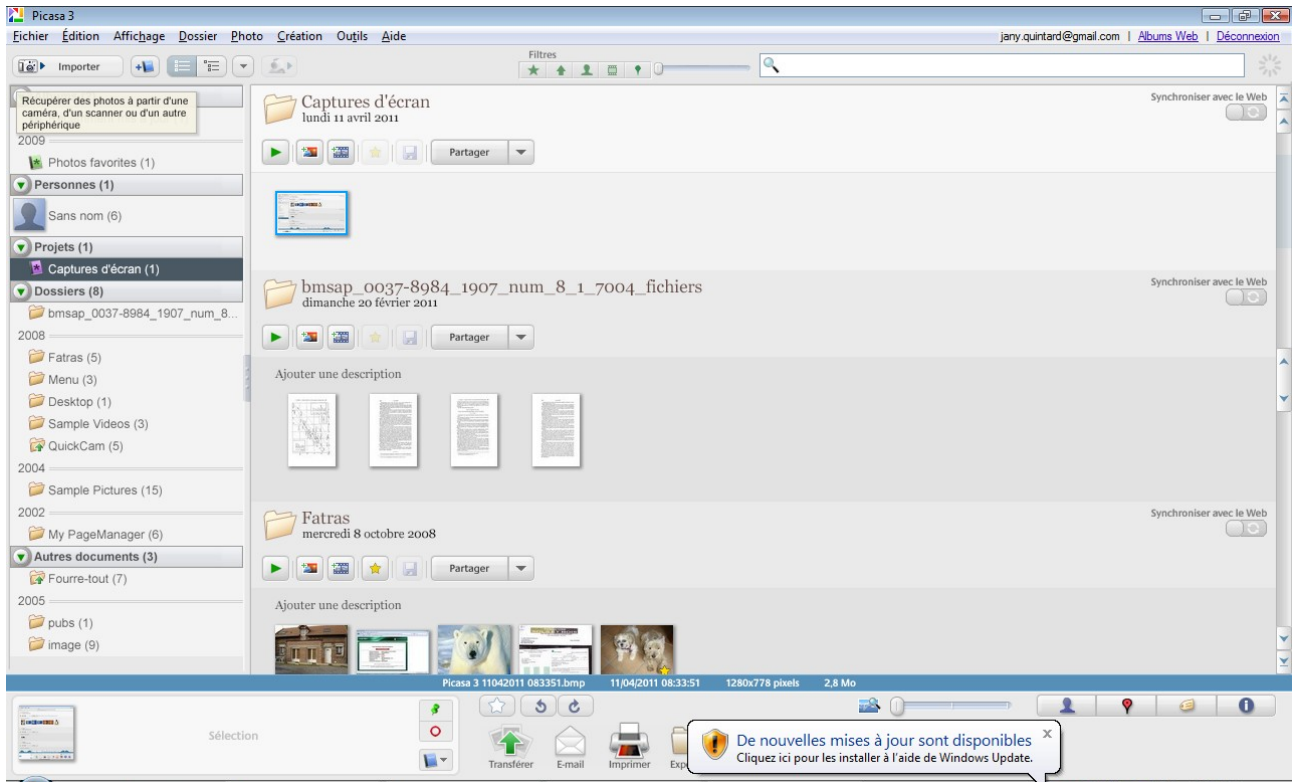 Picasa 3
Fichier Édition Affichage Dossier Photo Création Outils Aide
jany.quintard@gmail.com | Albums Web | Déconnexion
Importer
Filtres
Récupérer des photos à partir d'une
caméra, d'un scanner ou d'un autre
périphérique
2009
Photos favorites (1)
Personnes (1)
Sans nom (6)
Projets (1)
Captures d'écran (1)
Dossiers (8)
bmsap_0037-8984_1907_num_8...
2008
Fatras (5)
Menu (3)
Desktop (1)
Sample Videos (3)
QuickCam (5)
2004
Sample Pictures (15)
2002
My PageManager (6)
Autres documents (3)
Fourre-tout (7)
2005
pubs (1)
image (9)
Captures d'écran
lundi 11 avril 2011
Synchroniser avec le Web
Partager
bmsap_0037-8984_1907_num_8_1_7004_fichiers
dimanche 20 février 2011
Synchroniser avec le Web
Partager
Ajouter une description
Fatras
mercredi 8 octobre 2008
Synchroniser avec le Web
Partager
Ajouter une description
Picasa 3 11042011 083351.bmp 11/04/2011 08:33:51 1280x778 pixels 2,8 Mo
Sélection
Transférer E-mail Imprimer Exp
De nouvelles mises à jour sont disponibles
Cliquez ici pour les installer à l'aide de Windows Update.